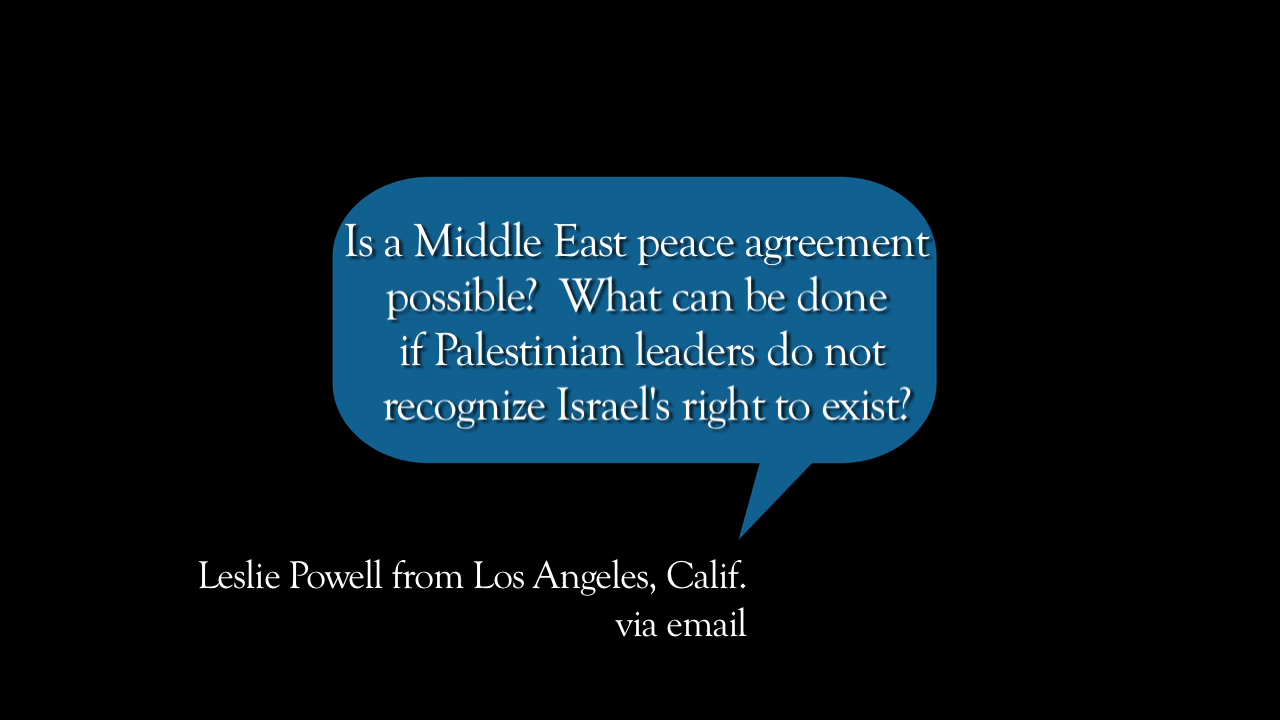 Is a Middle East peace agreement
possible?  What can be done
if Palestinian leaders do not
recognize Israel's right to exist?
Leslie Powell from Los Angeles, Calif.
via email